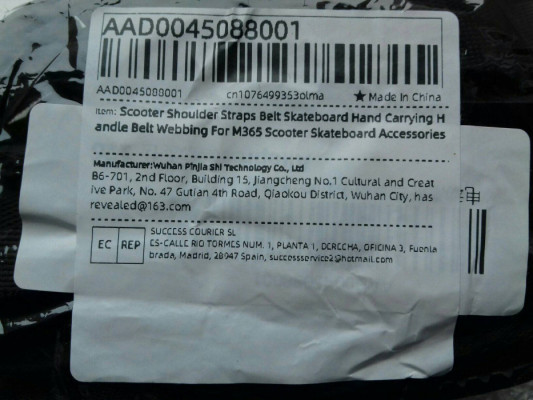 AAD0045088001
AAD0045088001 cn1076499353olma ★ Made In China
Item: Scooter Shoulder Straps Belt Skateboard Hand Carrying H
andle Belt Webbing For M365 Scooter Skateboard Accessories
Manufacturer:Wuhan Pinjia Shi Technology Co., Ltd
B6-701, 2nd Floor, Building 15, Jiangcheng No.1 Cultural and Creat
ive Park, No. 47 Gutian 4th Road, Qiaokou District, Wuhan City, has
revealed@163.com
EC REP
SUCCESS COURIER SL
ES-CALLE RIO TORMES NUM. 1, PLANTA 1, DERECHA, OFICINA 3, Fuenla
brada, Madrid, 28947 Spain, successservice2@hotmail.com